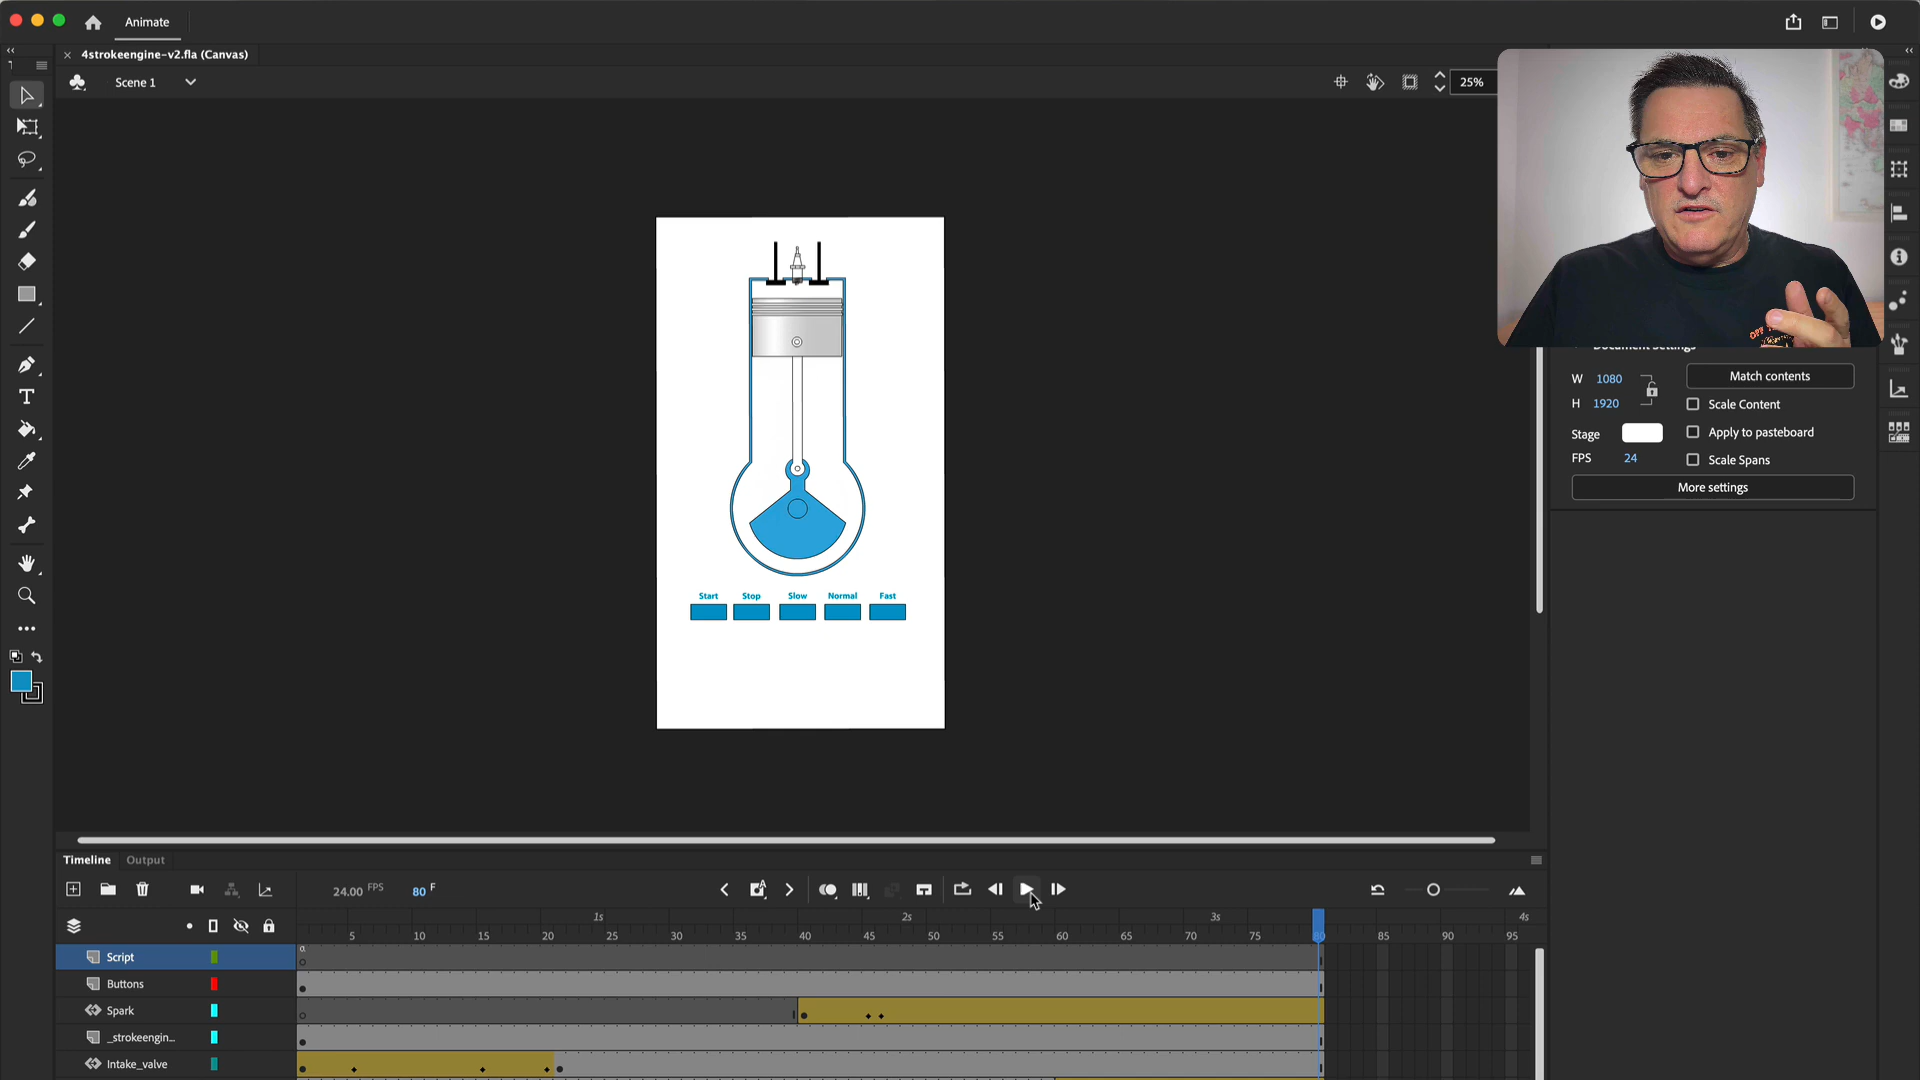 Animate
4strokeengine-v2.fla (Canvas)
Scene 1
25%
Start Stop Slow Normal Fast
Document Settings
W 1080
Match contents
H 1920
Scale Content
Stage
Apply to pasteboard
FPS 24
Scale Spans
More settings
Timeline Output
24.00 FPS 80 F
1s 2s 3s 4s
5 10 15 20 25 30 35 40 45 50 55 60 65 70 75 80 85 90 95
Script
Buttons
Spark
_strokeengin...
Intake_valve